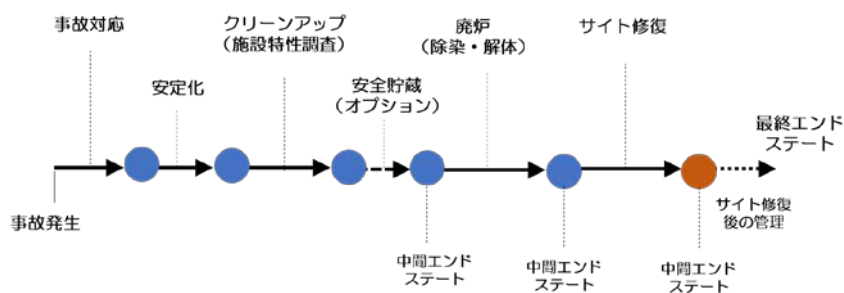 事故対応
クリーンアップ
（施設特性調査）
廃炉
（除染・解体）
サイト修復
安定化
安全貯蔵
（オプション）
最終エンド
ステート
事故発生
サイト修復
後の管理
中間エンド
ステート
中間エンド
ステート
中間エンド
ステート